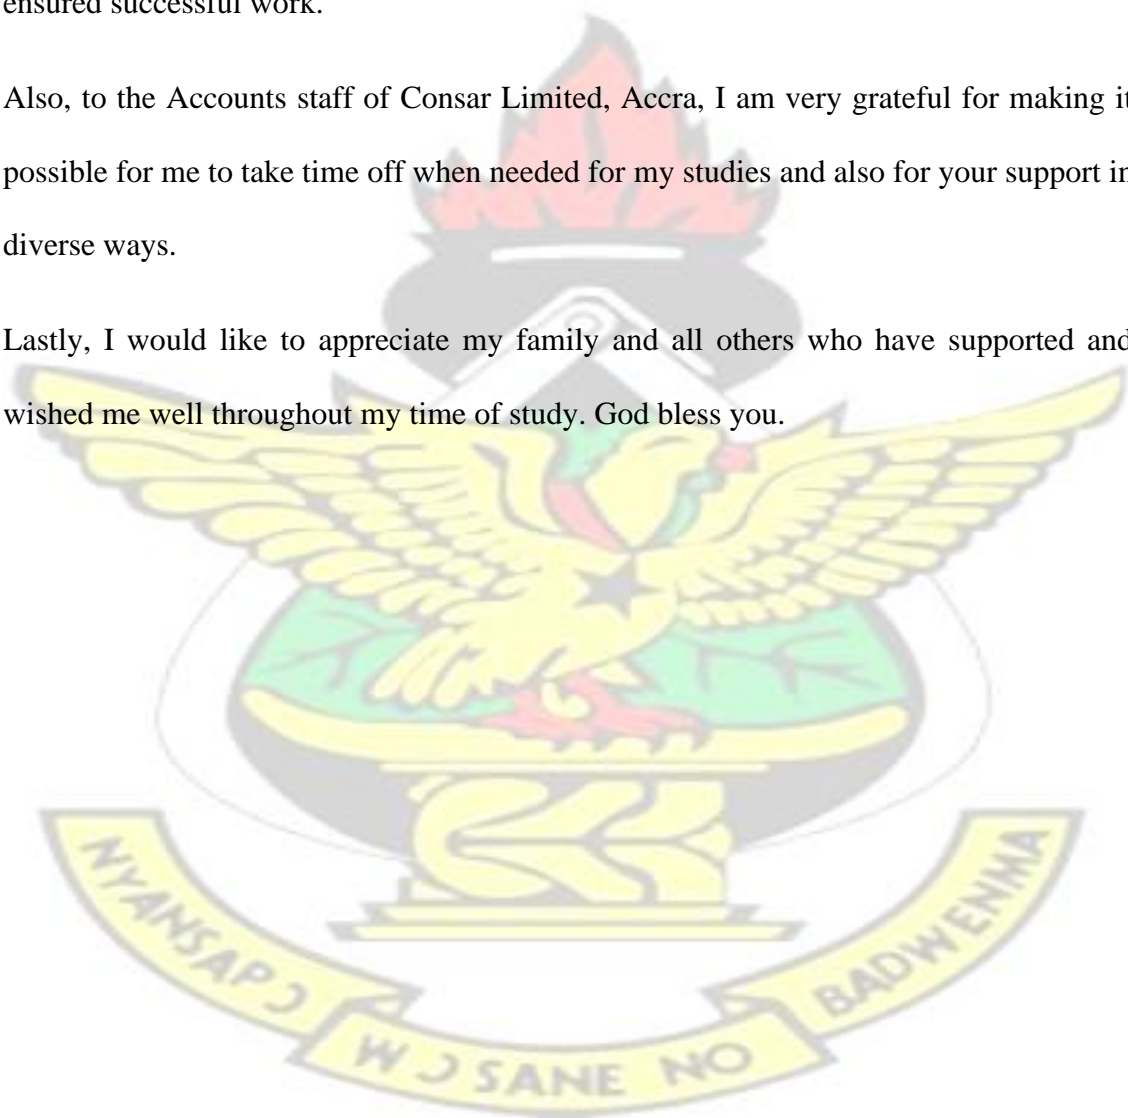 ensured successful work.
Also, to the Accounts staff of Consar Limited, Accra, I am very grateful for making it
possible for me to take time off when needed for my studies and also for your support in
diverse ways.
Lastly, I would like to appreciate my family and all others who have supported and
wished me well throughout my time of study. God bless you.
NYANSAPƆ
WƆSANE NO
BADWENMA